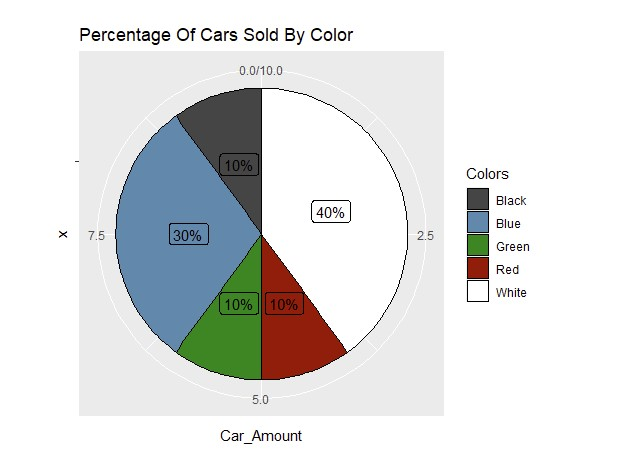 Percentage Of Cars Sold By Color
0.0/10.0
10%
40%
30%
7.5
2.5
x
10%
10%
5.0
Car_Amount
Colors
Black
Blue
Green
Red
White